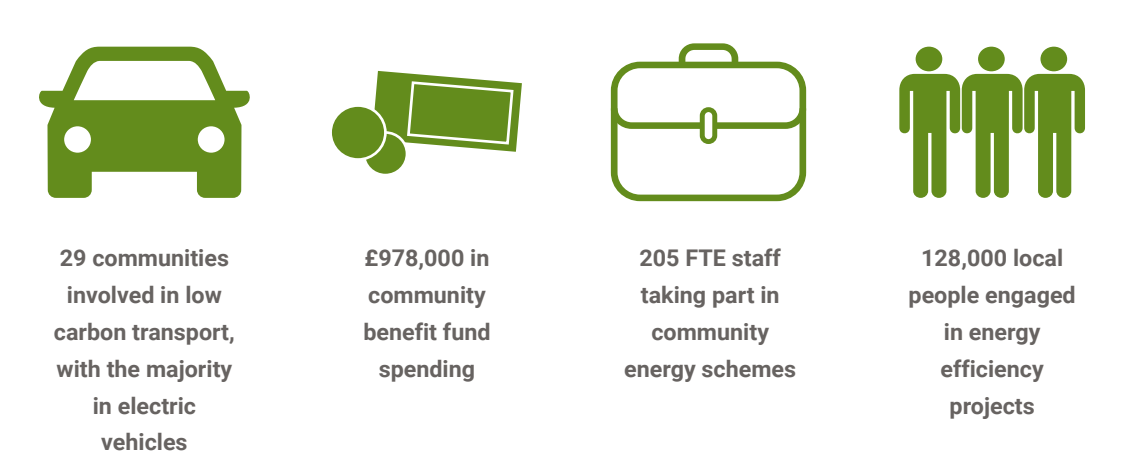 29 communities
involved in low
carbon transport,
with the majority
in electric
vehicles
£978,000 in
community
benefit fund
spending
205 FTE staff
taking part in
community
energy schemes
128,000 local
people engaged
in energy
efficiency
projects